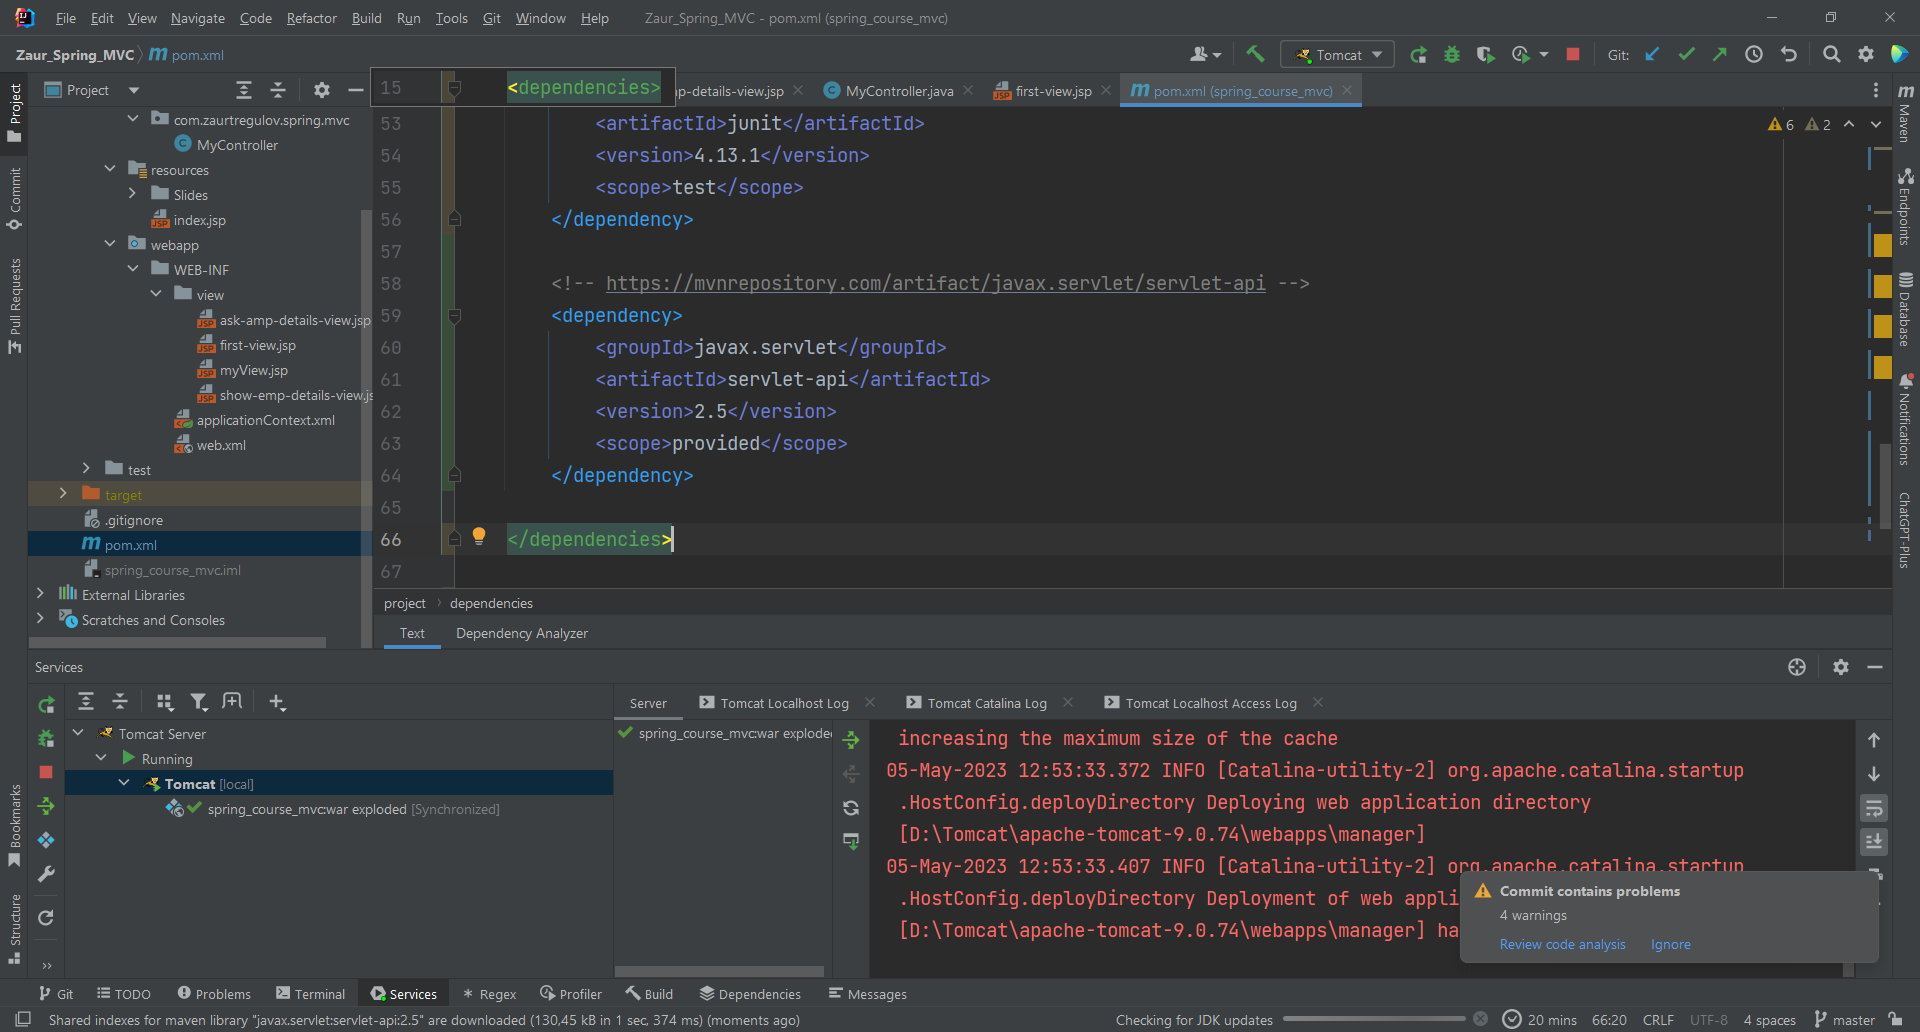 File Edit View Navigate Code Refactor Build Run Tools Git Window Help Zaur_Spring_MVC - pom.xml (spring_course_mvc)
Zaur_Spring_MVC m pom.xml Tomcat Git:
Project
15 <dependencies>
mp-details-view.jsp MyController.java first-view.jsp m pom.xml (spring_course_mvc)
6 2
com.zaurtregulov.spring.mvc
MyController
resources
Slides
index.jsp
webapp
WEB-INF
view
ask-amp-details-view.jsp
first-view.jsp
myView.jsp
show-emp-details-view.js
applicationContext.xml
web.xml
test
target
.gitignore
m pom.xml
spring_course_mvc.iml
External Libraries
Scratches and Consoles
53 <artifactId>junit</artifactId>
54 <version>4.13.1</version>
55 <scope>test</scope>
56 </dependency>
57
58 <!-- https://mvnrepository.com/artifact/javax.servlet/servlet-api -->
59 <dependency>
60 <groupId>javax.servlet</groupId>
61 <artifactId>servlet-api</artifactId>
62 <version>2.5</version>
63 <scope>provided</scope>
64 </dependency>
65
66 </dependencies>
67
project dependencies
Text Dependency Analyzer
Project
Commit
Pull Requests
Bookmarks
Structure
m Maven
Endpoints
Database
Notifications
ChatGPT-Plus
Services
Server Tomcat Localhost Log Tomcat Catalina Log Tomcat Localhost Access Log
Tomcat Server
Running
Tomcat [local]
spring_course_mvc:war exploded [Synchronized]
spring_course_mvc:war exploded
increasing the maximum size of the cache
05-May-2023 12:53:33.372 INFO [Catalina-utility-2] org.apache.catalina.startup
.HostConfig.deployDirectory Deploying web application directory
[D:\Tomcat\apache-tomcat-9.0.74\webapps\manager]
05-May-2023 12:53:33.407 INFO [Catalina-utility-2] org.apache.catalina.startup
.HostConfig.deployDirectory Deployment of web appli
[D:\Tomcat\apache-tomcat-9.0.74\webapps\manager] ha
Commit contains problems
4 warnings
Review code analysis Ignore
Git TODO Problems Terminal Services Regex Profiler Build Dependencies Messages
Shared indexes for maven library "javax.servlet:servlet-api:2.5" are downloaded (130,45 kB in 1 sec, 374 ms) (moments ago) Checking for JDK updates 20 mins 66:20 CRLF UTF-8 4 spaces master